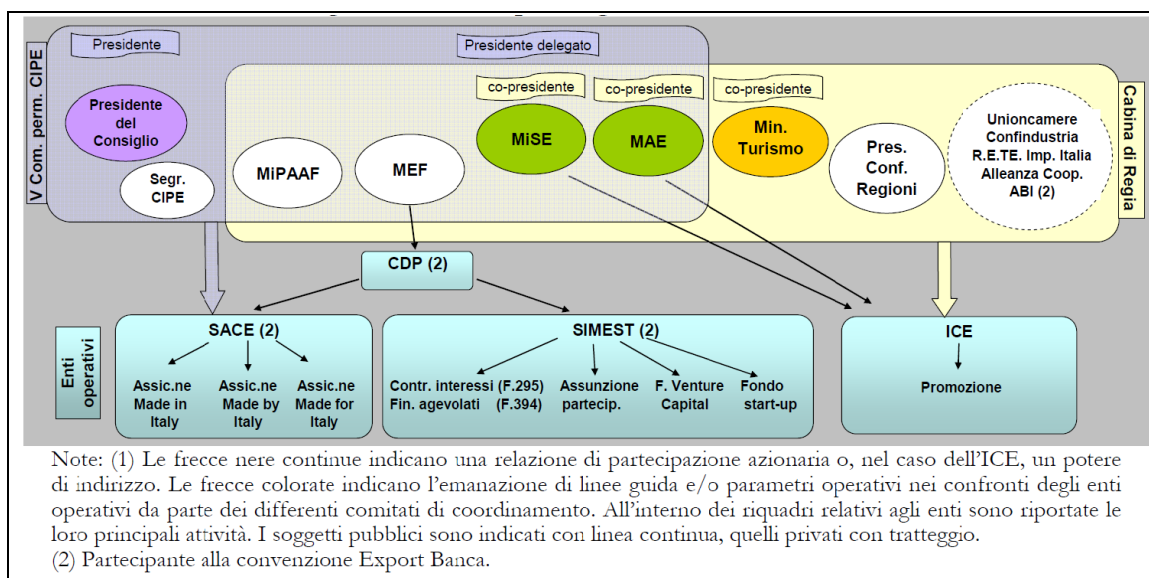 Presidente
Presidente delegato
V Com. perm. CIPE
Cabina di Regia
co-presidente
co-presidente
co-presidente
Presidente
del
Consiglio
Segr.
CIPE
MiPAAF
MEF
MiSE
MAE
Min.
Turismo
Pres.
Conf.
Regioni
Unioncamere
Confindustria
R.E.TE. Imp. Italia
Alleanza Coop.
ABI (2)
CDP (2)
Enti
operativi
SACE (2)
Assic.ne
Made in
Italy
Assic.ne
Made by
Italy
Assic.ne
Made for
Italy
SIMEST (2)
Contr. interessi (F.295)
Fin. agevolati (F.394)
Assunzione
partecip.
F. Venture
Capital
Fondo
start-up
ICE
Promozione
Note: (1) Le frecce nere continue indicano una relazione di partecipazione azionaria o, nel caso dell'ICE, un potere
di indirizzo. Le frecce colorate indicano l'emanazione di linee guida e/o parametri operativi nei confronti degli enti
operativi da parte dei differenti comitati di coordinamento. All'interno dei riquadri relativi agli enti sono riportate le
loro principali attività. I soggetti pubblici sono indicati con linea continua, quelli privati con tratteggio.
(2) Partecipante alla convenzione Export Banca.